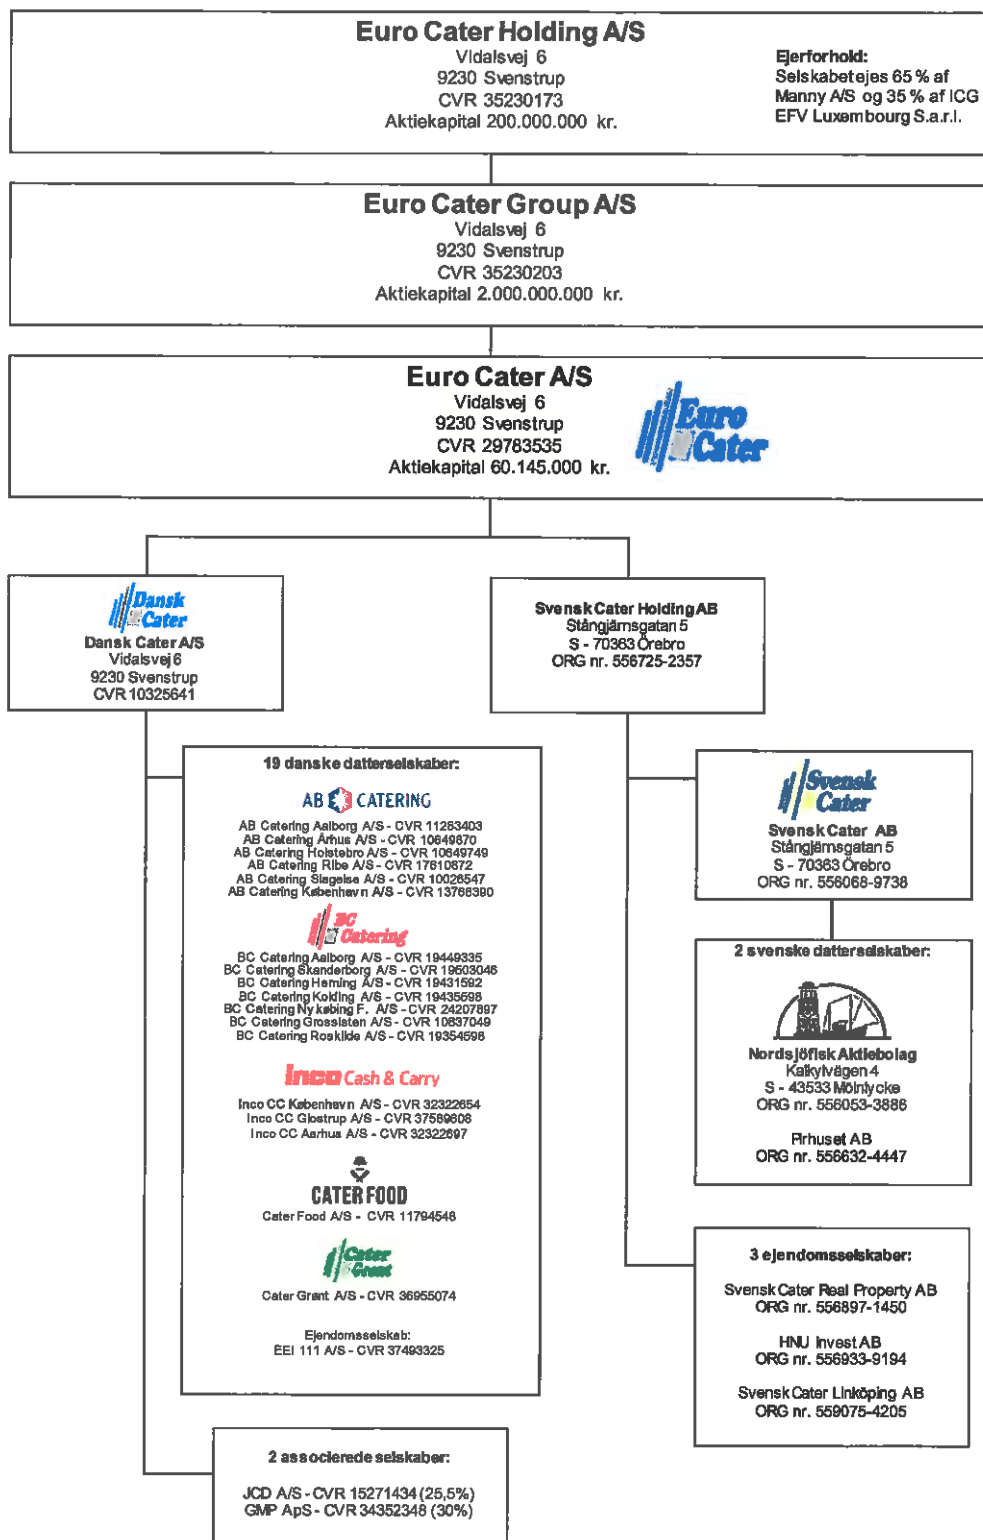 Euro Cater Holding A/S
Vidalsvej 6
9230 Svenstrup
CVR 35230173
Aktiekapital 200.000.000 kr.
Ejerforhold:
Selskabet ejes 65 % af
Manny A/S og 35 % af ICG
EFV Luxembourg S.a.r.l.
Euro Cater Group A/S
Vidalsvej 6
9230 Svenstrup
CVR 35230203
Aktiekapital 2.000.000.000 kr.
Euro Cater A/S
Vidalsvej 6
9230 Svenstrup
CVR 29783535
Aktiekapital 60.145.000 kr.
Euro
Cater
Dansk
Cater
Dansk Cater A/S
Vidalsvej 6
9230 Svenstrup
CVR 10325641
Svensk Cater Holding AB
Stångjärnsgatan 5
S - 70363 Örebro
ORG nr. 556725-2357
19 danske datterselskaber:
AB CATERING
AB Catering Aalborg A/S - CVR 11283403
AB Catering Århus A/S - CVR 10649870
AB Catering Holstebro A/S - CVR 10649749
AB Catering Ribe A/S - CVR 17610872
AB Catering Slagelse A/S - CVR 10026547
AB Catering København A/S - CVR 13768390
BC
Catering
BC Catering Aalborg A/S - CVR 19449335
BC Catering Skanderborg A/S - CVR 19503046
BC Catering Herning A/S - CVR 19431592
BC Catering Kolding A/S - CVR 19435598
BC Catering Nykøbing F. A/S - CVR 24207897
BC Catering Grossisten A/S - CVR 10637049
BC Catering Roskilde A/S - CVR 19354598
Inco Cash & Carry
Inco CC København A/S - CVR 32322654
Inco CC Glostrup A/S - CVR 37589608
Inco CC Aarhus A/S - CVR 32322697
CATER FOOD
Cater Food A/S - CVR 11794548
Cater
Grønt
Cater Grønt A/S - CVR 36955074
Ejendomsselskab:
EEI 111 A/S - CVR 37493325
2 associerede selskaber:
JCD A/S - CVR 15271434 (25,5%)
GMP ApS - CVR 34352348 (30%)
Svensk
Cater
Svensk Cater AB
Stångjärnsgatan 5
S - 70363 Örebro
ORG nr. 556068-9738
2 svenske datterselskaber:
Nordsjöfisk Aktiebolag
Kalkylvägen 4
S - 43533 Mölnlycke
ORG nr. 556053-3886
Firhuset AB
ORG nr. 556632-4447
3 ejendomsselskaber:
Svensk Cater Real Property AB
ORG nr. 556897-1450
HNU Invest AB
ORG nr. 556933-9194
Svensk Cater Linköping AB
ORG nr. 559075-4205